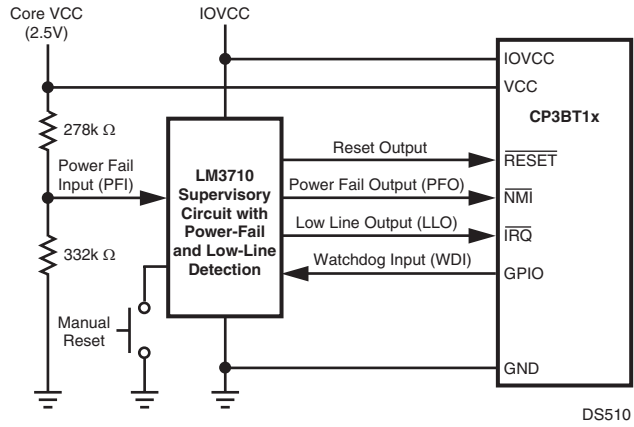 Core VCC
(2.5V)
IOVCC
IOVCC
VCC
CP3BT1x
278k Ω
Power Fail
Input (PFI)
332k Ω
LM3710
Supervisory
Circuit with
Power-Fail
and Low-Line
Detection
Reset Output
RESET
Power Fail Output (PFO)
NMI
Low Line Output (LLO)
IRQ
Watchdog Input (WDI)
GPIO
Manual
Reset
GND
DS510